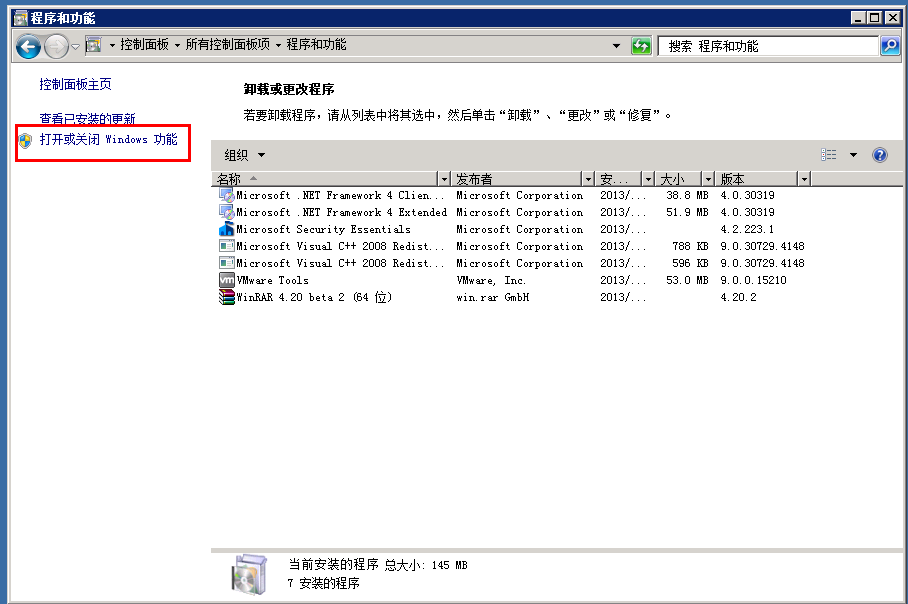 程序和功能
控制面板 所有控制面板项 程序和功能 搜索 程序和功能
控制面板主页
查看已安装的更新
打开或关闭 Windows 功能
卸载或更改程序
若要卸载程序，请从列表中将其选中，然后单击“卸载”、“更改”或“修复”。
组织
名称 发布者 安... 大小 版本
Microsoft .NET Framework 4 Clien... Microsoft Corporation 2013/... 38.8 MB 4.0.30319
Microsoft .NET Framework 4 Extended Microsoft Corporation 2013/... 51.9 MB 4.0.30319
Microsoft Security Essentials Microsoft Corporation 2013/... 4.2.223.1
Microsoft Visual C++ 2008 Redist... Microsoft Corporation 2013/... 788 KB 9.0.30729.4148
Microsoft Visual C++ 2008 Redist... Microsoft Corporation 2013/... 596 KB 9.0.30729.4148
vm VMware Tools VMware, Inc. 2013/... 53.0 MB 9.0.0.15210
WinRAR 4.20 beta 2 (64 位) win.rar GmbH 2013/... 4.20.2
当前安装的程序 总大小: 145 MB
7 安装的程序